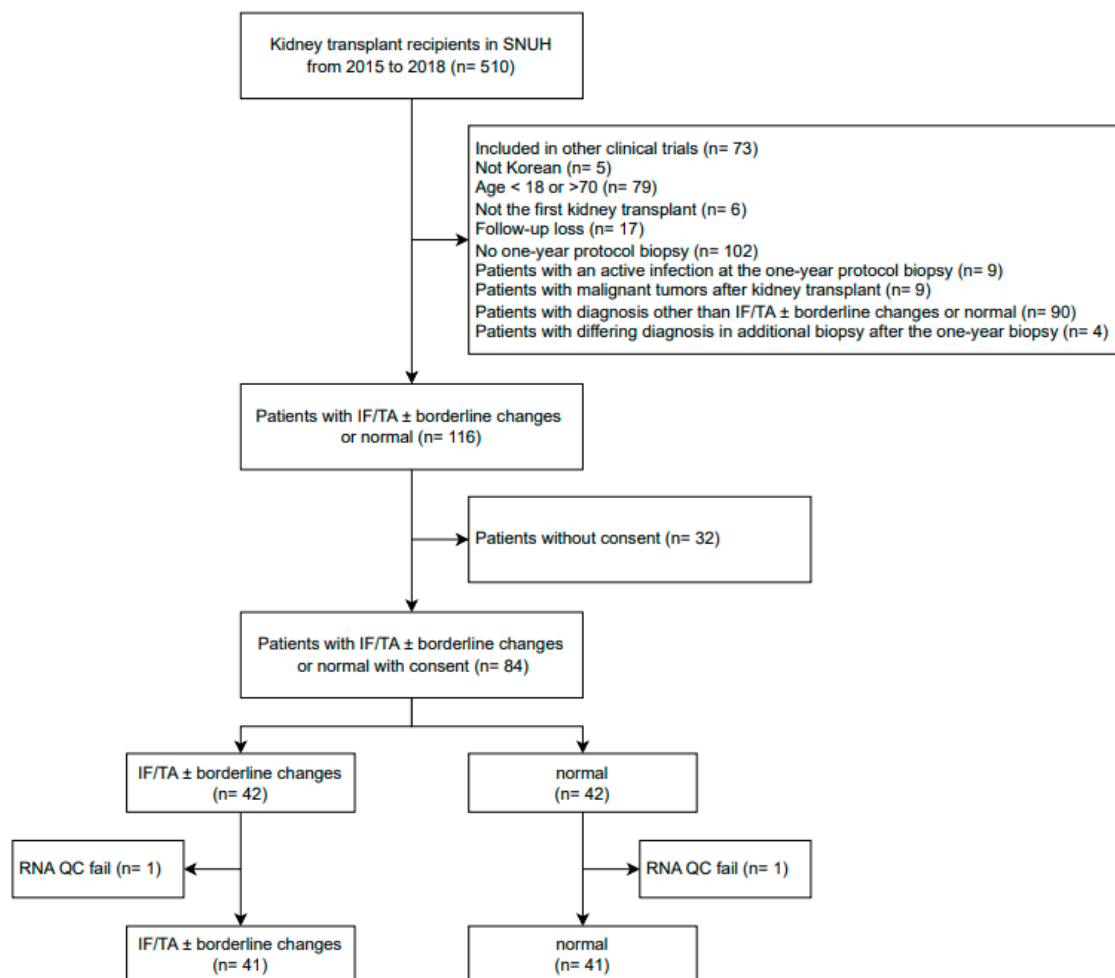 Kidney transplant recipients in SNUH
from 2015 to 2018 (n= 510)
Included in other clinical trials (n= 73)
Not Korean (n= 5)
Age < 18 or >70 (n= 79)
Not the first kidney transplant (n= 6)
Follow-up loss (n= 17)
No one-year protocol biopsy (n= 102)
Patients with an active infection at the one-year protocol biopsy (n= 9)
Patients with malignant tumors after kidney transplant (n= 9)
Patients with diagnosis other than IF/TA ± borderline changes or normal (n= 90)
Patients with differing diagnosis in additional biopsy after the one-year biopsy (n= 4)
Patients with IF/TA ± borderline changes
or normal (n= 116)
Patients without consent (n= 32)
Patients with IF/TA ± borderline changes
or normal with consent (n= 84)
IF/TA ± borderline changes
(n= 42)
normal
(n= 42)
RNA QC fail (n= 1)
RNA QC fail (n= 1)
IF/TA ± borderline changes
(n= 41)
normal
(n= 41)